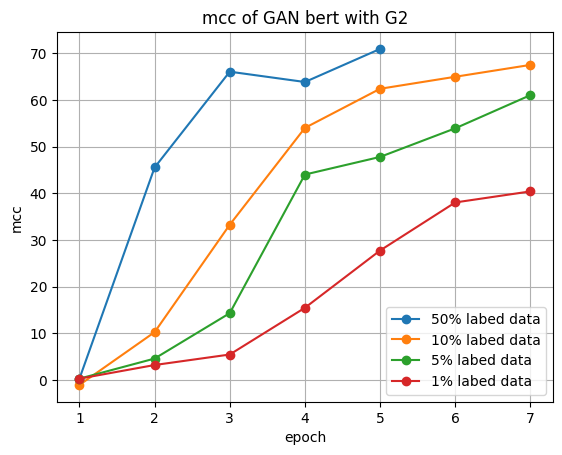 mcc of GAN bert with G2
70
60
50
40
30
20
10
0
mcc
1 2 3 4 5 6 7
epoch
50% labed data
10% labed data
5% labed data
1% labed data